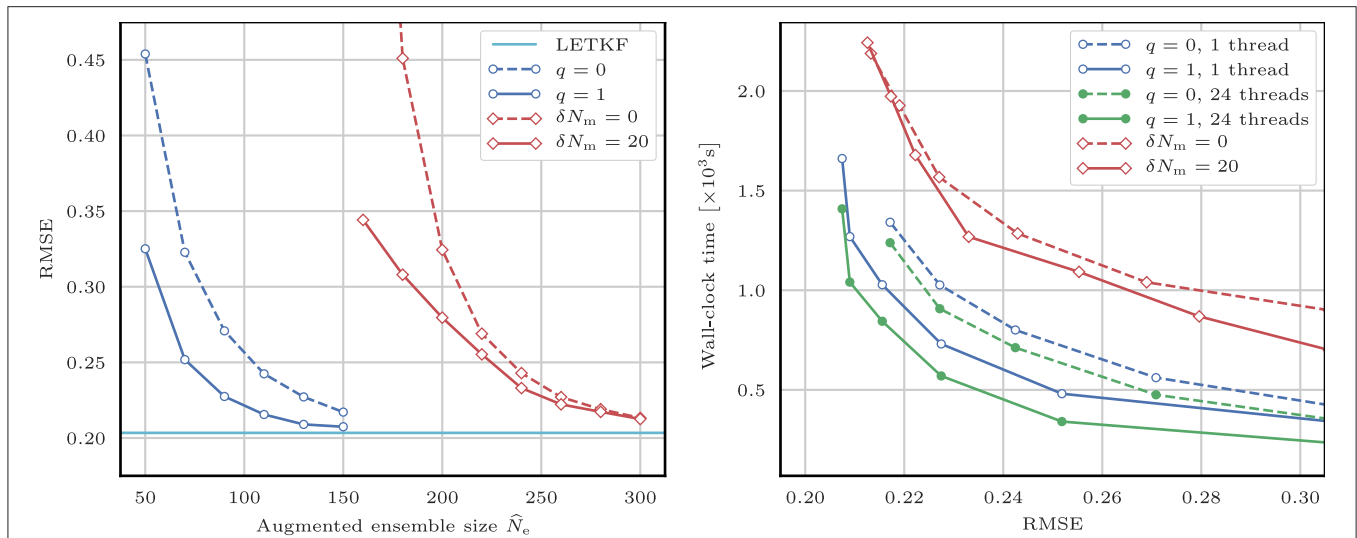 0.45
0.40
0.35
0.30
0.25
0.20
RMSE
50
100
150
200
250
300
Augmented ensemble size N̂e
LETKF
q = 0
q = 1
δNm = 0
δNm = 20
2.0
1.5
1.0
0.5
Wall-clock time [×10³s]
0.20
0.22
0.24
0.26
0.28
0.30
RMSE
q = 0, 1 thread
q = 1, 1 thread
q = 0, 24 threads
q = 1, 24 threads
δNm = 0
δNm = 20